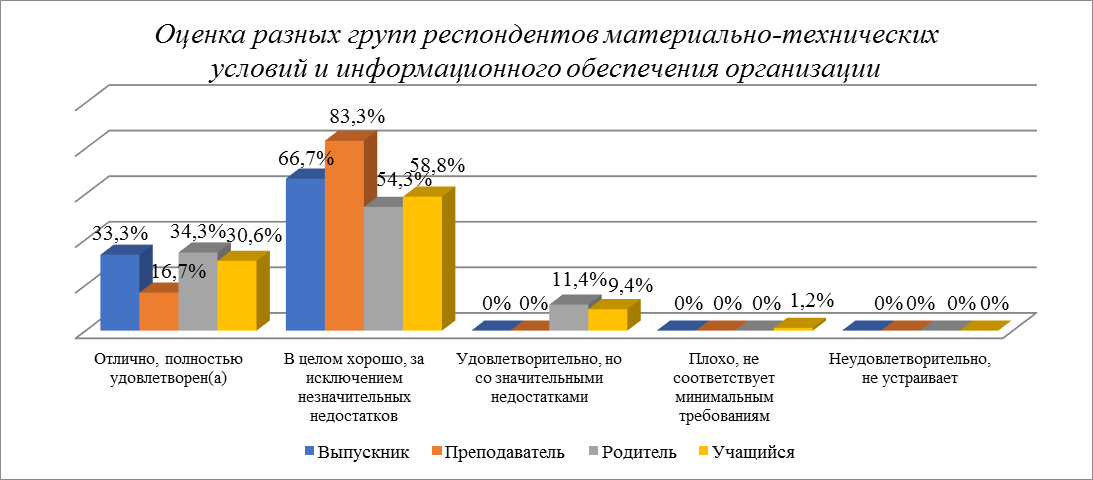 Оценка разных групп респондентов материально-технических
условий и информационного обеспечения организации
33,3%
16,7%
34,3%
30,6%
66,7%
83,3%
54,3%
58,8%
0%
0%
11,4%
9,4%
0%
0%
0%
1,2%
0%
0%
0%
0%
Отлично, полностью
удовлетворен(а)
В целом хорошо, за
исключением
незначительных
недостатков
Удовлетворительно, но
со значительными
недостатками
Плохо, не
соответствует
минимальным
требованиям
Неудовлетворительно,
не устраивает
Выпускник
Преподаватель
Родитель
Учащийся